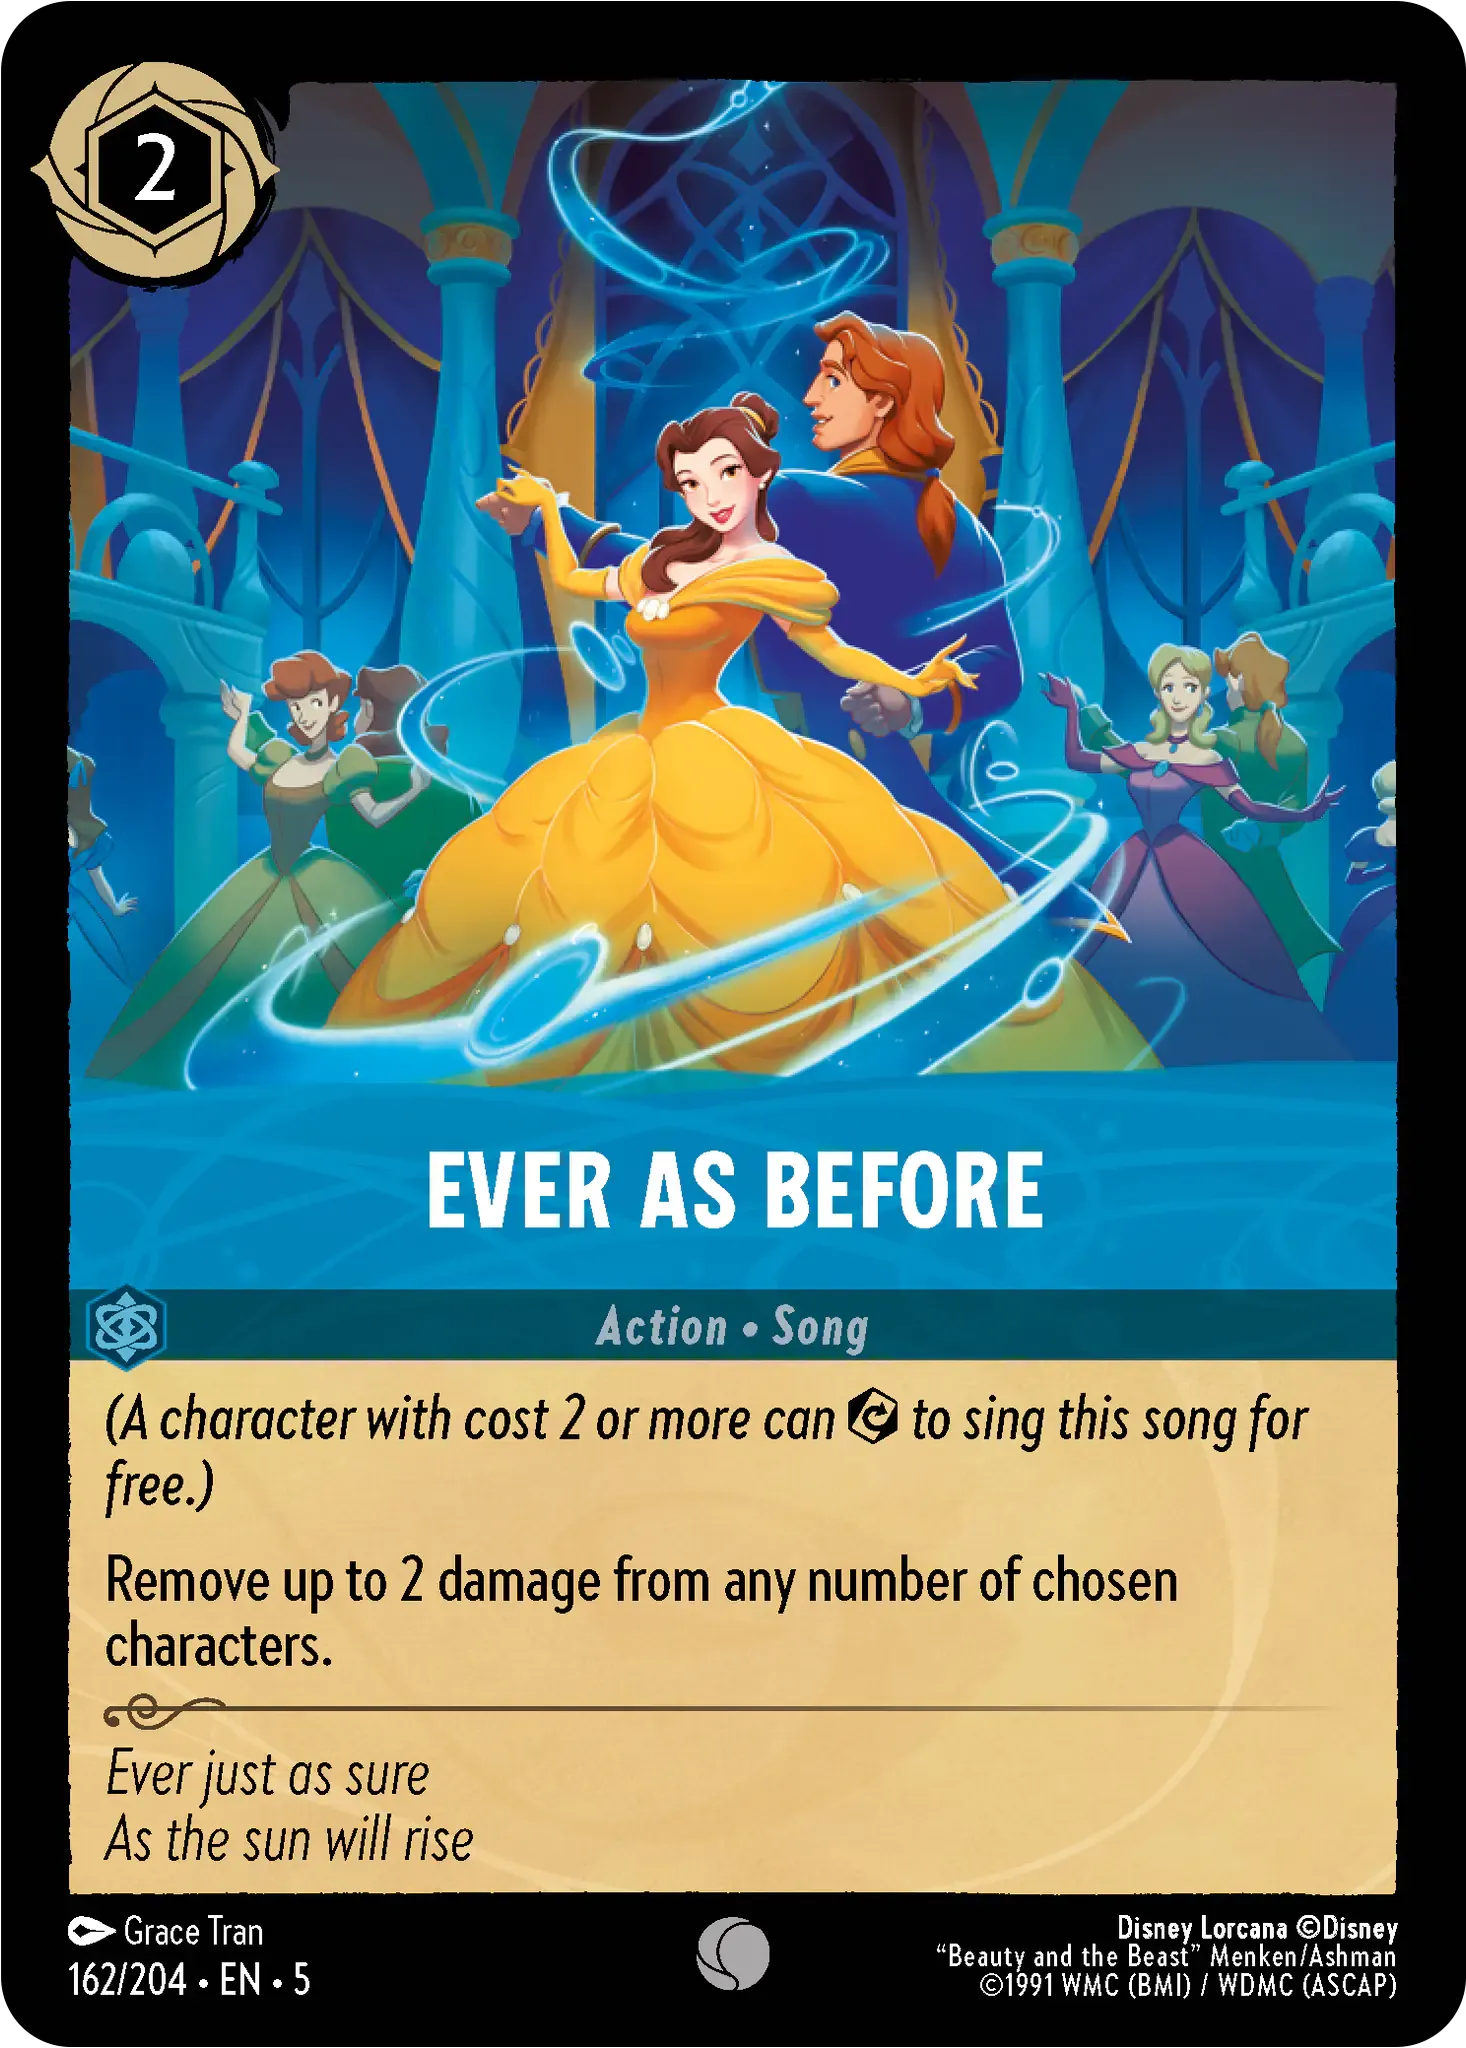 2
EVER AS BEFORE
Action • Song
(A character with cost 2 or more can to sing this song for
free.)
Remove up to 2 damage from any number of chosen
characters.
Ever just as sure
As the sun will rise
Grace Tran
162/204 • EN • 5
Disney Lorcana ©Disney
“Beauty and the Beast” Menken/Ashman
©1991 WMC (BMI) / WDMC (ASCAP)